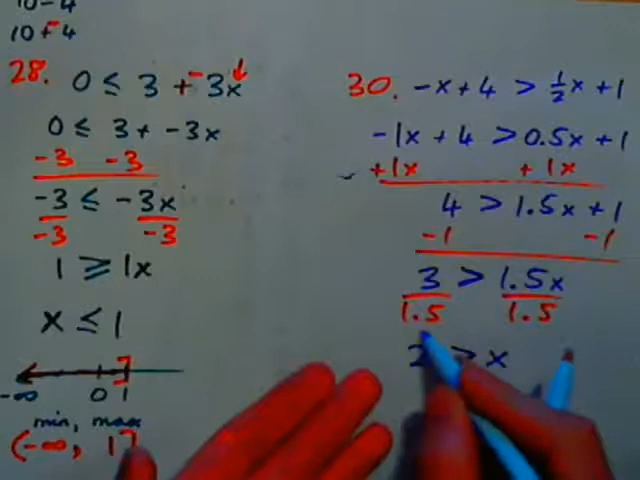 10-4
10+-4
28. 0 ≤ 3 + -3x
0 ≤ 3 + -3x
-3 -3
-3 ≤ -3x
-3 -3
1 ≥ 1x
x ≤ 1
-∞ 0 1
min, max
(-∞, 1]
30. -x + 4 > 1/2x + 1
-1x + 4 > 0.5x + 1
+1x +1x
4 > 1.5x + 1
-1 -1
3 > 1.5x
1.5 1.5
2 > x